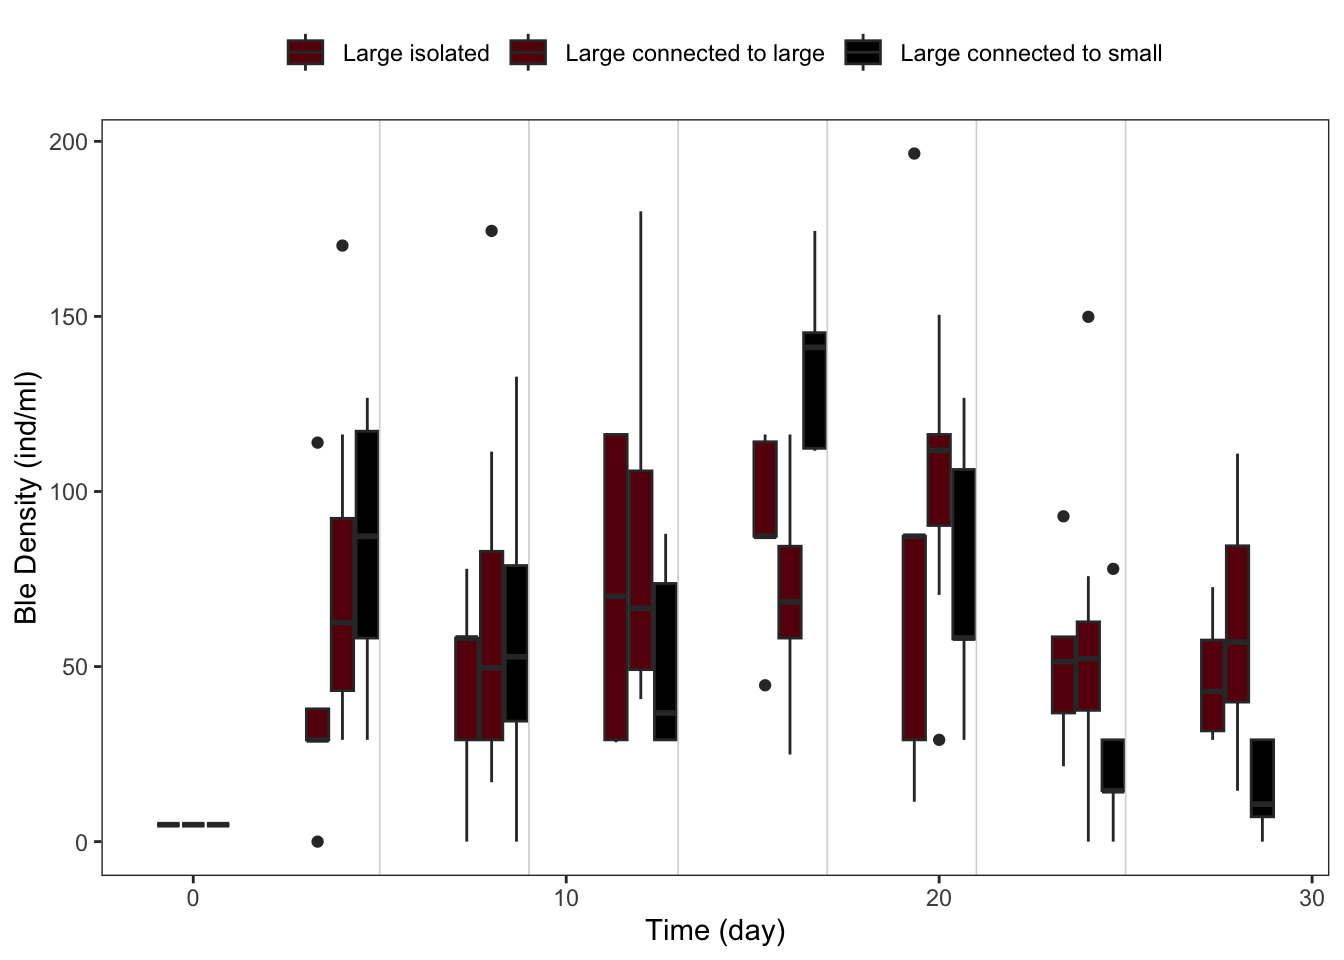 Large isolated Large connected to large Large connected to small
200
150
100
50
0
Ble Density (ind/ml)
0 10 20 30
Time (day)